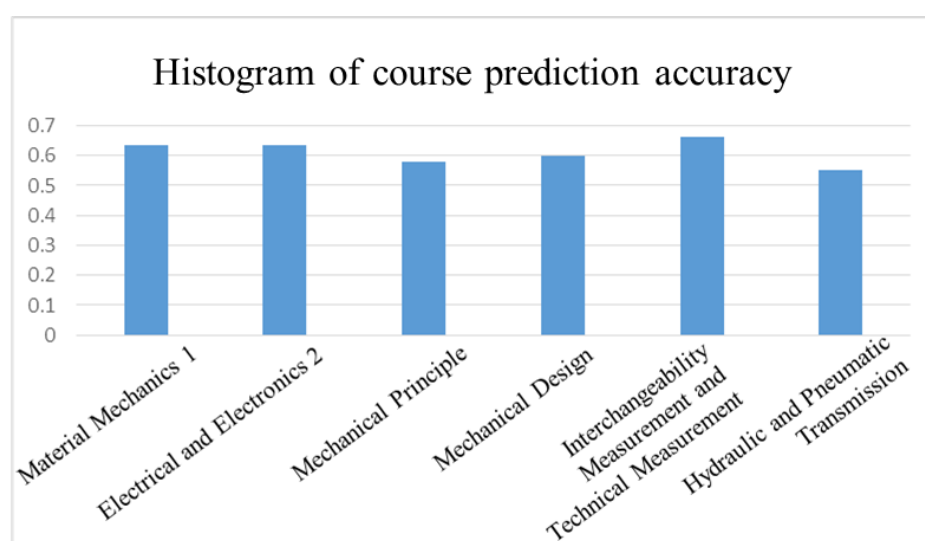 Histogram of course prediction accuracy
0.7
0.6
0.5
0.4
0.3
0.2
0.1
0
Material Mechanics 1
Electrical and Electronics 2
Mechanical Principle
Mechanical Design
Interchangeability
Measurement and
Technical Measurement
Hydraulic and Pneumatic
Transmission